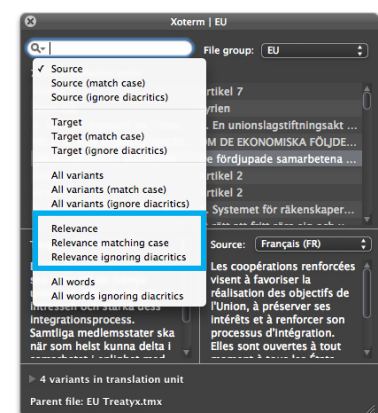 Xoterm | EU
File group: EU
✓ Source
Source (match case)
Source (ignore diacritics)
Target
Target (match case)
Target (ignore diacritics)
All variants
All variants (match case)
All variants (ignore diacritics)
Relevance
Relevance matching case
Relevance ignoring diacritics
All words
All words ignoring diacritics
rtikel 7
yrien
. En unionslagstiftningsakt ...
M DE EKONOMISKA FÖLJDE...
e fördjupade samarbetena ...
rtikel 2
rtikel 2
. Systemet för räkenskaper...
integrationsprocess.
Samtliga medlemsstater ska
när som helst kunna delta i
Source: Français (FR)
Les coopérations renforcées
visent à favoriser la
réalisation des objectifs de
l'Union, à préserver ses
intérêts et à renforcer son
processus d'intégration.
Elles sont ouvertes à tout
moment à tous les États
4 variants in translation unit
Parent file: EU Treatyx.tmx